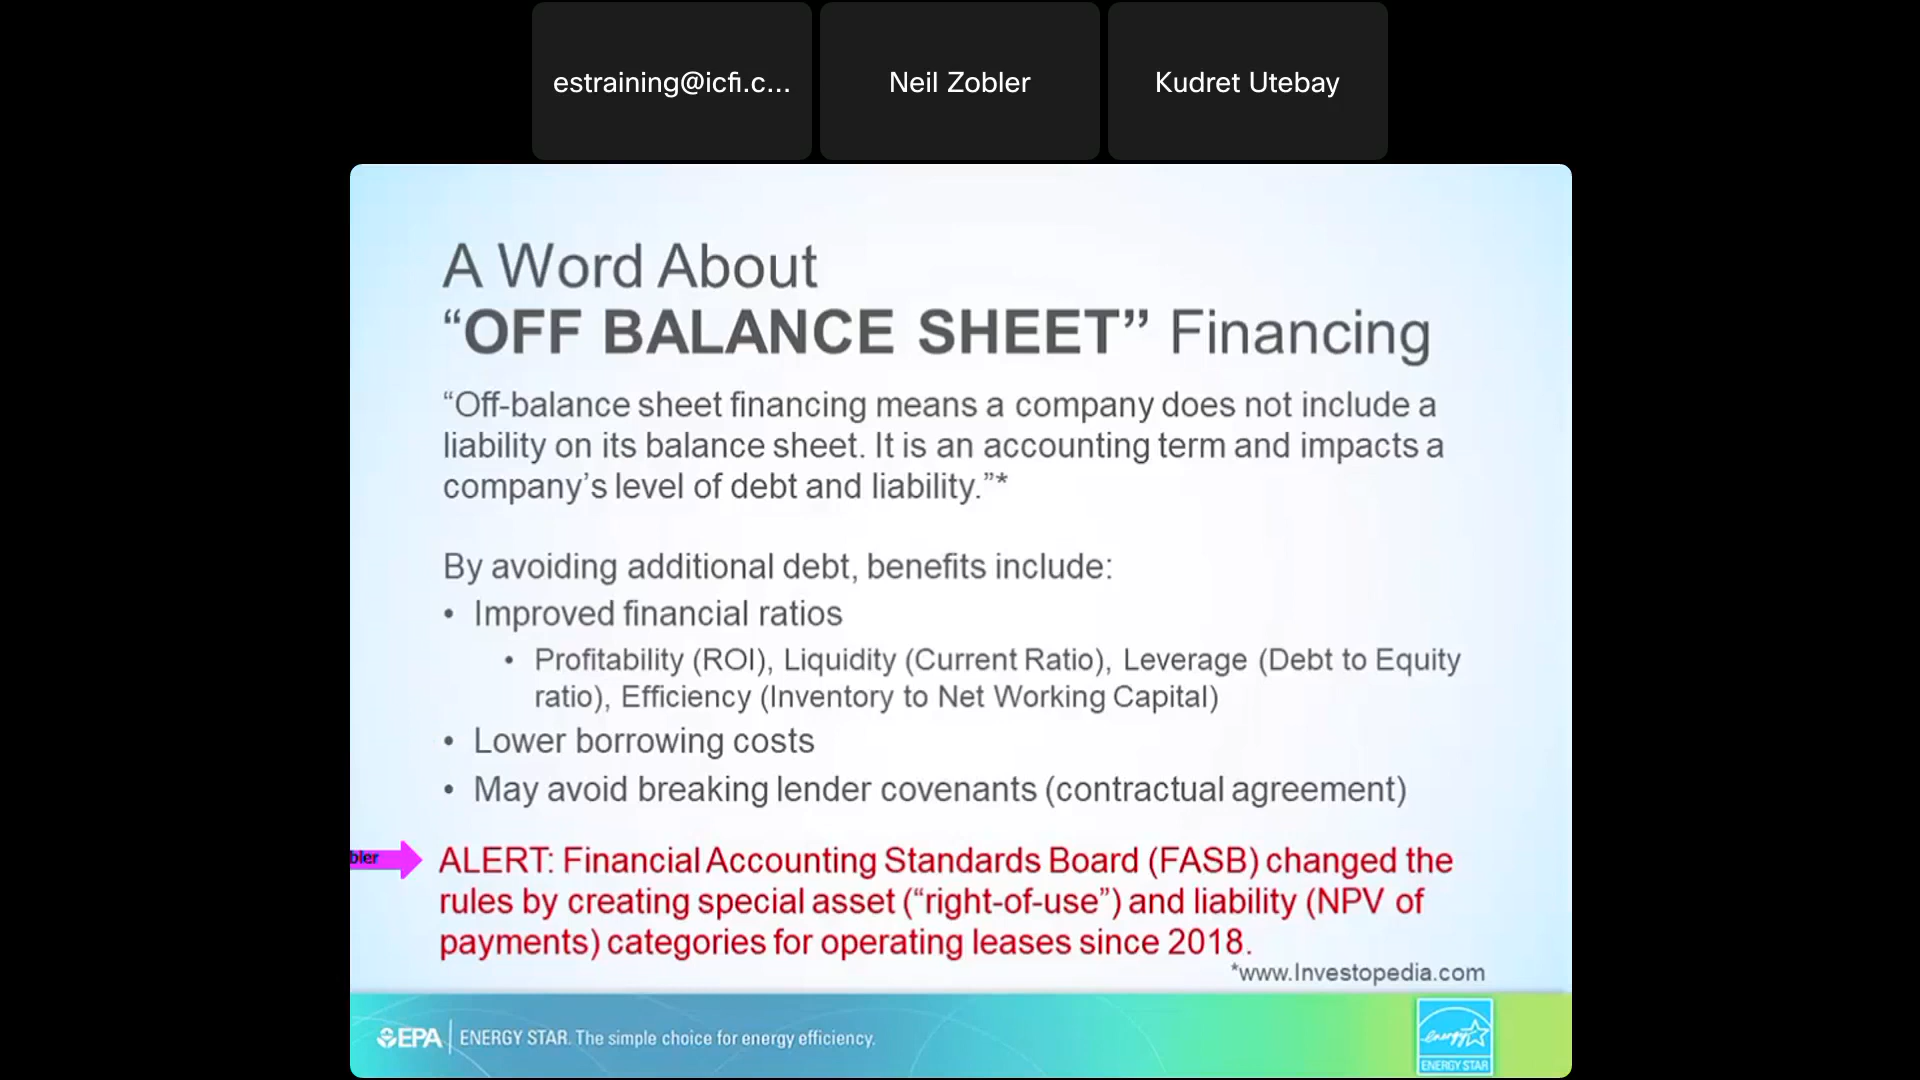 estraining@icfi.c...
Neil Zobler
Kudret Utebay
A Word About
“OFF BALANCE SHEET” Financing
“Off-balance sheet financing means a company does not include a
liability on its balance sheet. It is an accounting term and impacts a
company’s level of debt and liability.”*
By avoiding additional debt, benefits include:
• Improved financial ratios
• Profitability (ROI), Liquidity (Current Ratio), Leverage (Debt to Equity
ratio), Efficiency (Inventory to Net Working Capital)
• Lower borrowing costs
• May avoid breaking lender covenants (contractual agreement)
bler
ALERT: Financial Accounting Standards Board (FASB) changed the
rules by creating special asset (“right-of-use”) and liability (NPV of
payments) categories for operating leases since 2018.
*www.Investopedia.com
EPA | ENERGY STAR. The simple choice for energy efficiency.
energy
ENERGY STAR